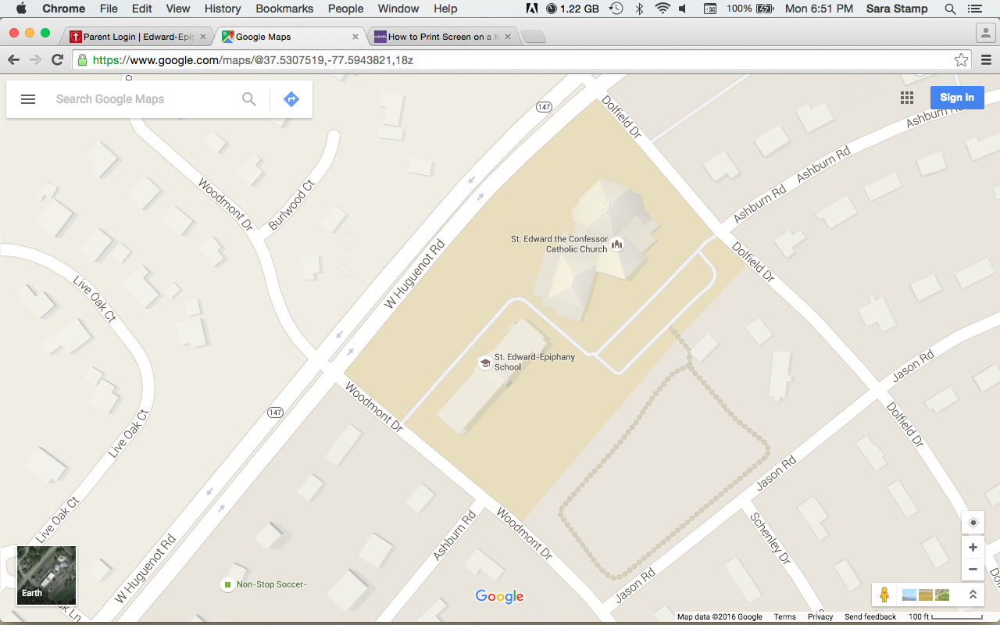 Chrome File Edit View History Bookmarks People Window Help 1.22 GB 100% Mon 6:51 PM Sara Stamp
Parent Login | Edward-Epip
Google Maps
How to Print Screen on a M
https://www.google.com/maps/@37.5307519,-77.5943821,18z
Search Google Maps
Sign in
147
Dolfield Dr
Ashburn Rd
Ashburn Rd
Ashburn Rd
Woodmont Dr
Burlwood Ct
W Huguenot Rd
St. Edward the Confessor
Catholic Church
Dolfield Dr
Live Oak Ct
St. Edward-Epiphany
School
Jason Rd
Woodmont Dr
147
Dolfield Dr
Live Oak Ct
Jason Rd
Live Oak Ct
Ashburn Rd
Woodmont Dr
Schenley Dr
W Huguenot Rd
Jason Rd
Non-Stop Soccer-
Earth
Google
Map data ©2016 Google Terms Privacy Send feedback 100 ft